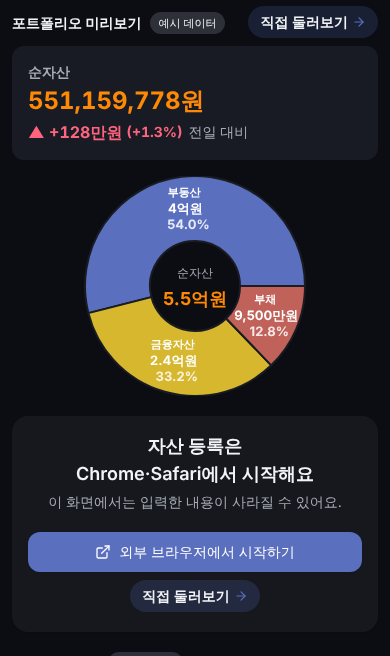 포트폴리오 미리보기
예시 데이터
직접 둘러보기 →
순자산
551,159,778원
▲ +128만원 (+1.3%) 전일 대비
부동산
4억원
54.0%
순자산
5.5억원
부채
9,500만원
12.8%
금융자산
2.4억원
33.2%
자산 등록은
Chrome·Safari에서 시작해요
이 화면에서는 입력한 내용이 사라질 수 있어요.
외부 브라우저에서 시작하기
직접 둘러보기 →